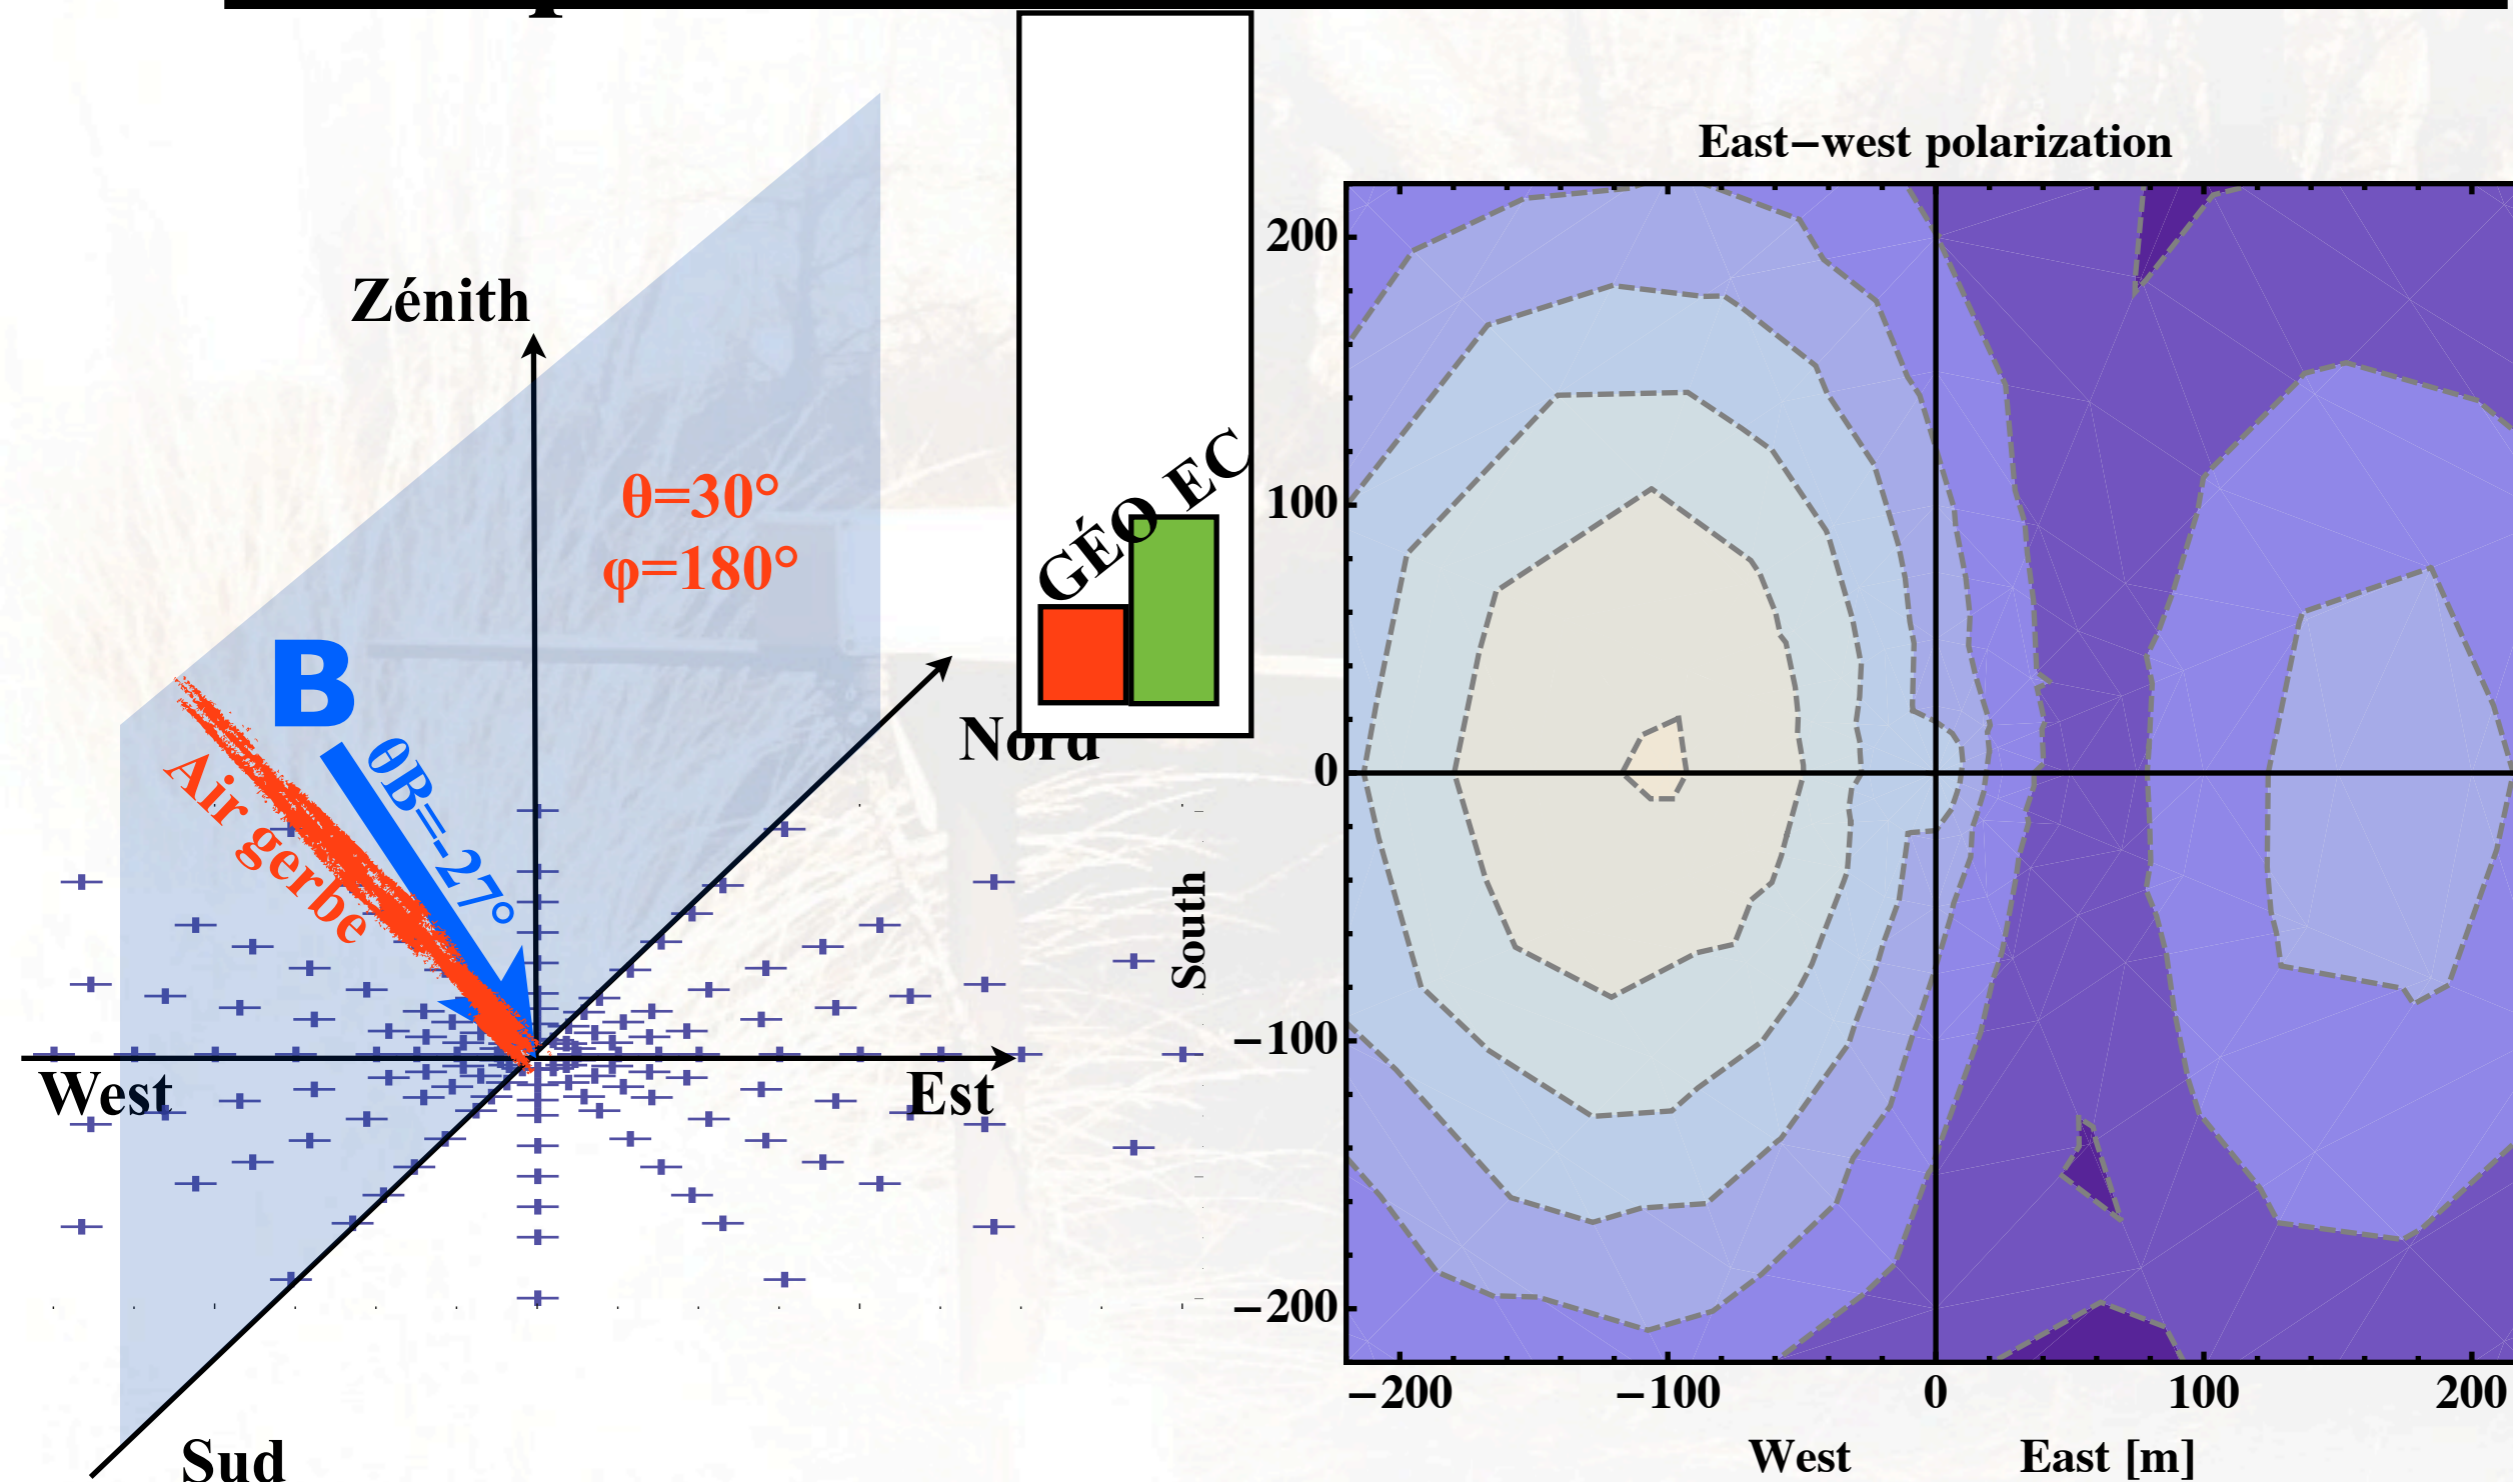 Zénith
θ=30°
φ=180°
B
θB=-27°
Air gerbe
Nord
West
Est
Sud
GÉO
EC
East−west polarization
200
100
0
−100
−200
South
−200
−100
0
100
200
West
East [m]